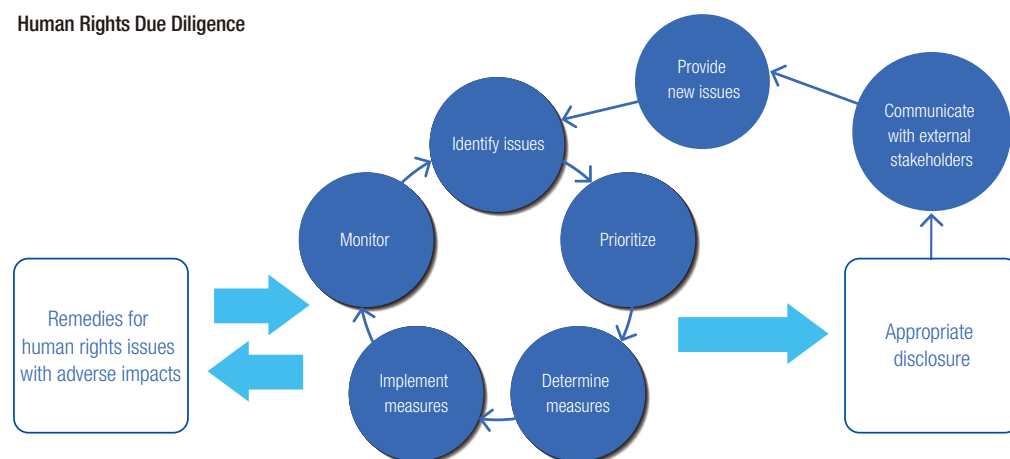 Human Rights Due Diligence
Provide
new issues
Communicate
with external
stakeholders
Identify issues
Monitor
Prioritize
Remedies for
human rights issues
with adverse impacts
Appropriate
disclosure
Implement
measures
Determine
measures